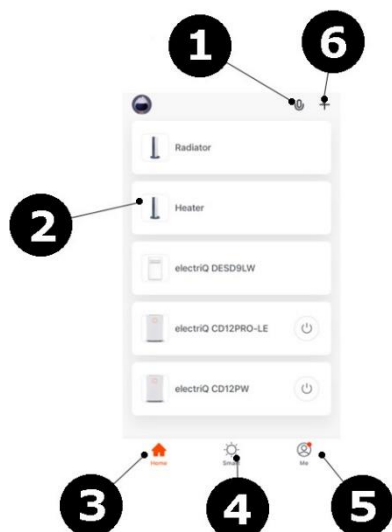 1
6
Radiator
2
Heater
electriQ DESD9LW
electriQ CD12PRO-LE
electriQ CD12PW
Home
Smart
Me
3
4
5